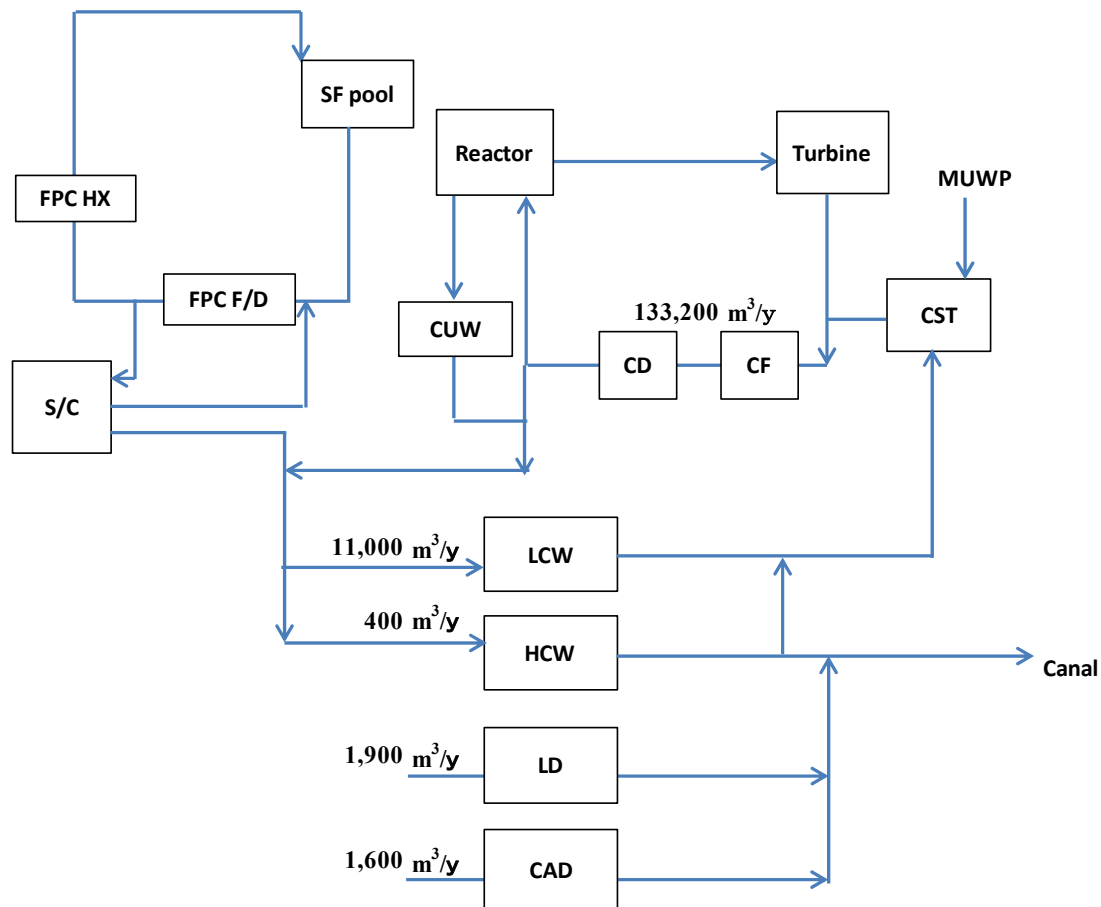 SF pool
Reactor
Turbine
MUWP
FPC HX
FPC F/D
133,200 m³/y
CST
CUW
CD
CF
S/C
11,000 m³/y
LCW
400 m³/y
HCW
Canal
1,900 m³/y
LD
1,600 m³/y
CAD